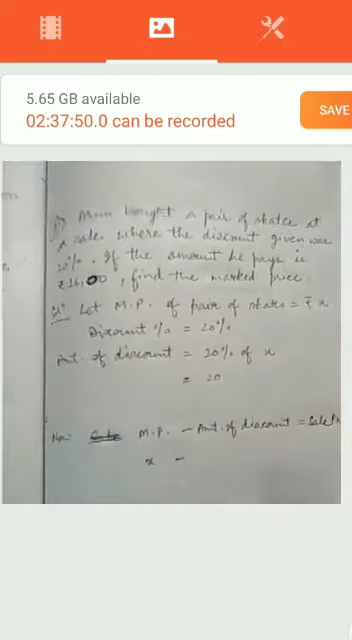 5.65 GB available
02:37:50.0 can be recorded
SAVE
Arun bought a pair of skates at
a sale where the discount given was
20%. If the amount he pays is
₹ 1600, find the marked price.
Let M.P. of pair of skates = ₹ x
Discount % = 20%
Amt. of discount = 20% of x
= 20
M.P. - Amt. of discount = Sale
x -